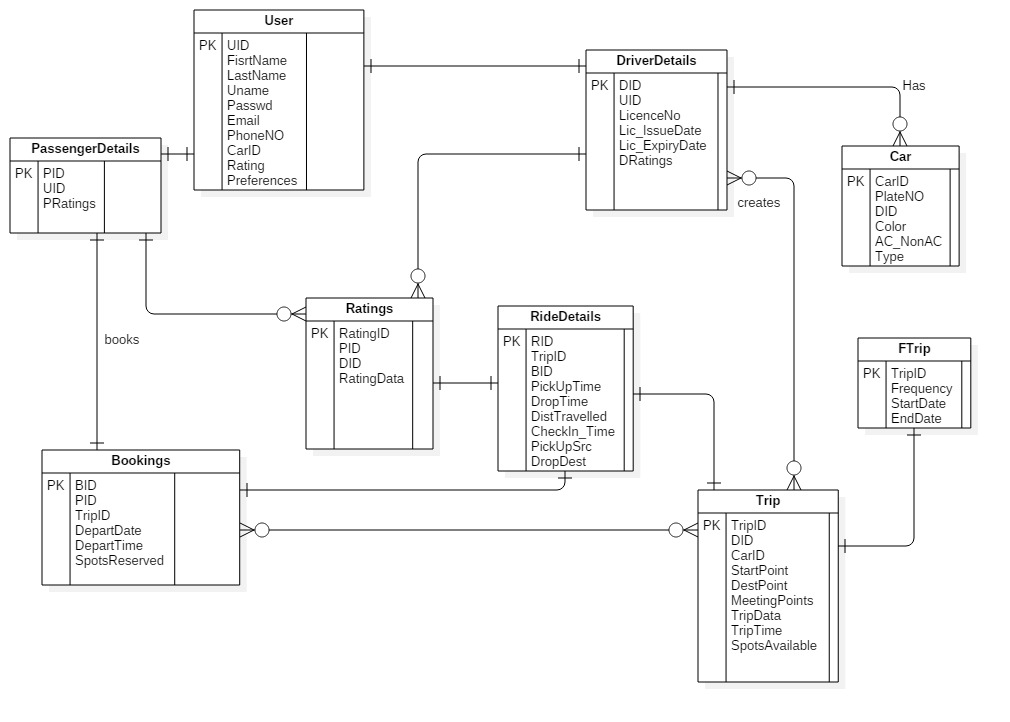 User
PK UID
FisrtName
LastName
Uname
Passwd
Email
PhoneNO
CarID
Rating
Preferences
DriverDetails
PK DID
UID
LicenceNo
Lic_IssueDate
Lic_ExpiryDate
DRatings
Has
PassengerDetails
PK PID
UID
PRatings
Car
PK CarID
PlateNO
DID
Color
AC_NonAC
Type
creates
Ratings
PK RatingID
PID
DID
RatingData
RideDetails
PK RID
TripID
BID
PickUpTime
DropTime
DistTravelled
CheckIn_Time
PickUpSrc
DropDest
books
FTrip
PK TripID
Frequency
StartDate
EndDate
Bookings
PK BID
PID
TripID
DepartDate
DepartTime
SpotsReserved
Trip
PK TripID
DID
CarID
StartPoint
DestPoint
MeetingPoints
TripData
TripTime
SpotsAvailable